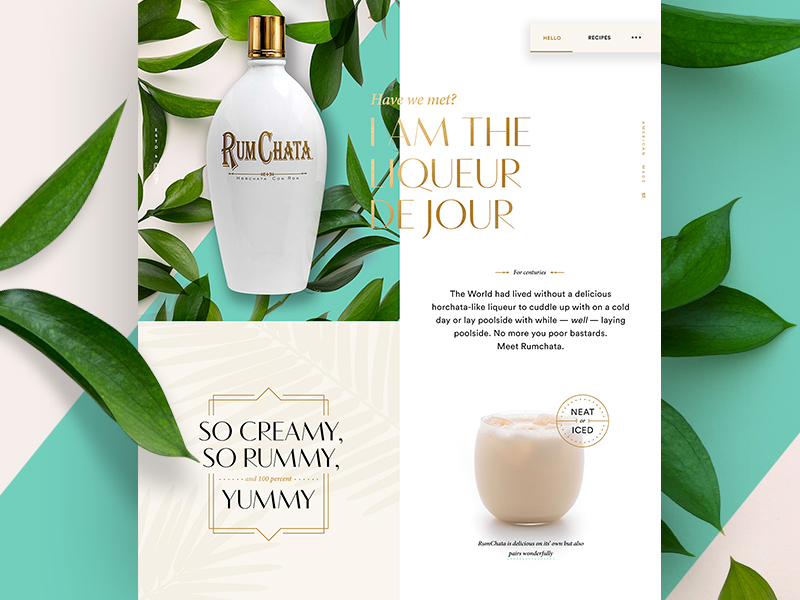 HELLO
RECIPES
RUMCHATA
HORCHATA CON RON
Have we met?
I AM THE
LIQUEUR
DE JOUR
AMERICAN MADE
For centuries
The World had lived without a delicious
horchata-like liqueur to cuddle up with on a cold
day or lay poolside with while — well — laying
poolside. No more you poor bastards.
Meet Rumchata.
SO CREAMY,
SO RUMMY,
and 100 percent
YUMMY
NEAT
or
ICED
RumChata is delicious on its' own but also
pairs wonderfully